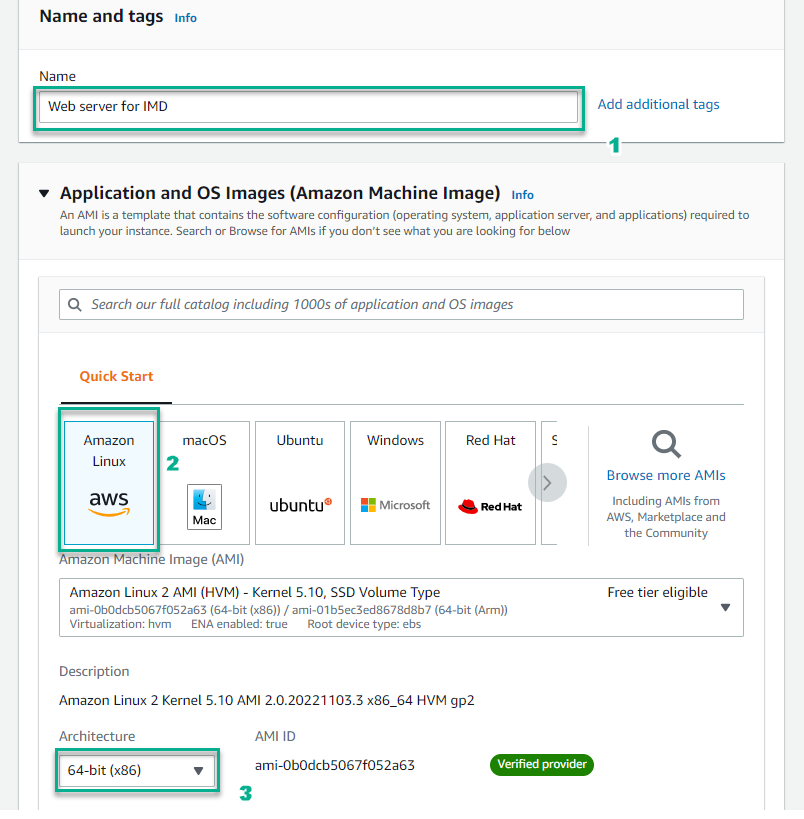 Name and tags Info
Name
Web server for IMD
Add additional tags
1
Application and OS Images (Amazon Machine Image) Info
An AMI is a template that contains the software configuration (operating system, application server, and applications) required to
launch your instance. Search or Browse for AMIs if you don't see what you are looking for below
Search our full catalog including 1000s of application and OS images
Quick Start
Amazon
Linux
aws
2
macOS
Mac
Ubuntu
ubuntu
Windows
Microsoft
Red Hat
Red Hat
S
Browse more AMIs
Including AMIs from
AWS, Marketplace and
the Community
Amazon Machine Image (AMI)
Amazon Linux 2 AMI (HVM) - Kernel 5.10, SSD Volume Type
Free tier eligible
ami-0b0dcb5067f052a63 (64-bit (x86)) / ami-01b5ec3ed8678d8b7 (64-bit (Arm))
Virtualization: hvm ENA enabled: true Root device type: ebs
Description
Amazon Linux 2 Kernel 5.10 AMI 2.0.20221103.3 x86_64 HVM gp2
Architecture
AMI ID
64-bit (x86)
ami-0b0dcb5067f052a63
Verified provider
3